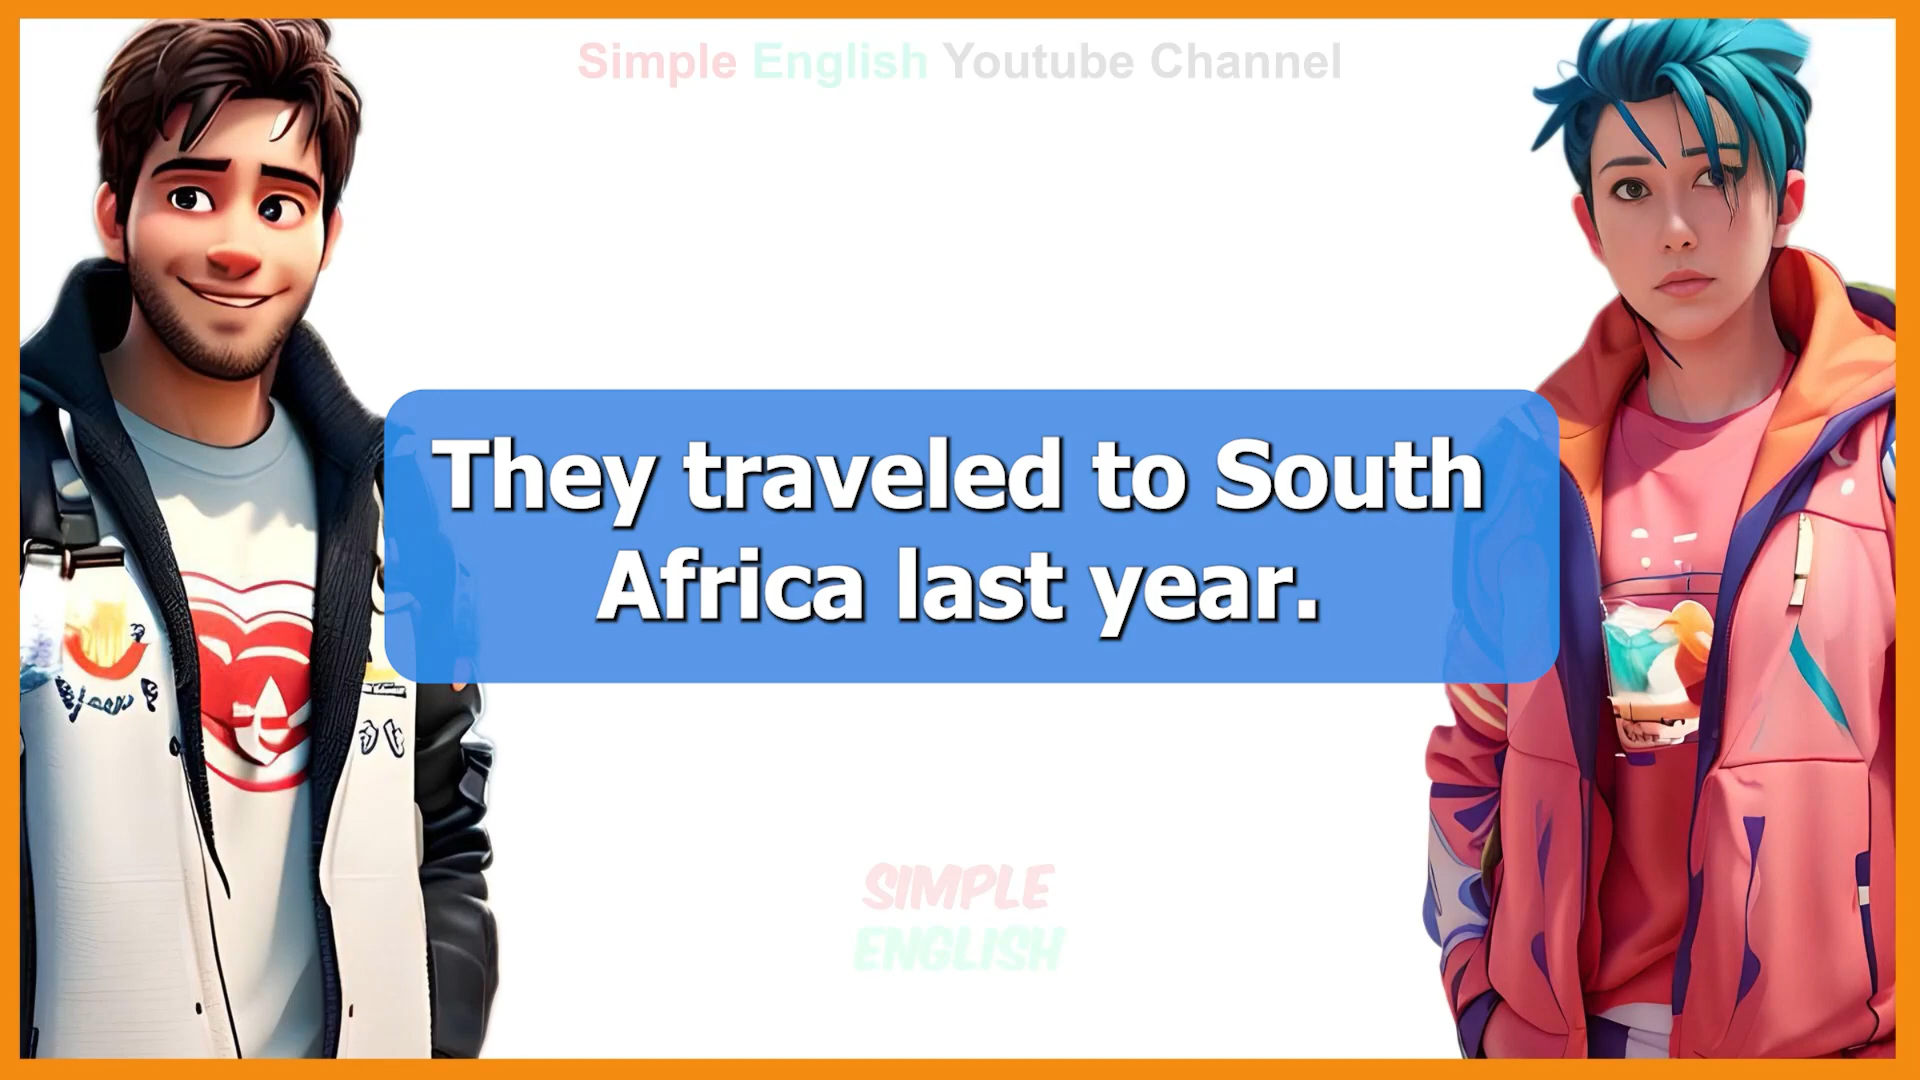 Simple English Youtube Channel
They traveled to South
Africa last year.
SIMPLE
ENGLISH